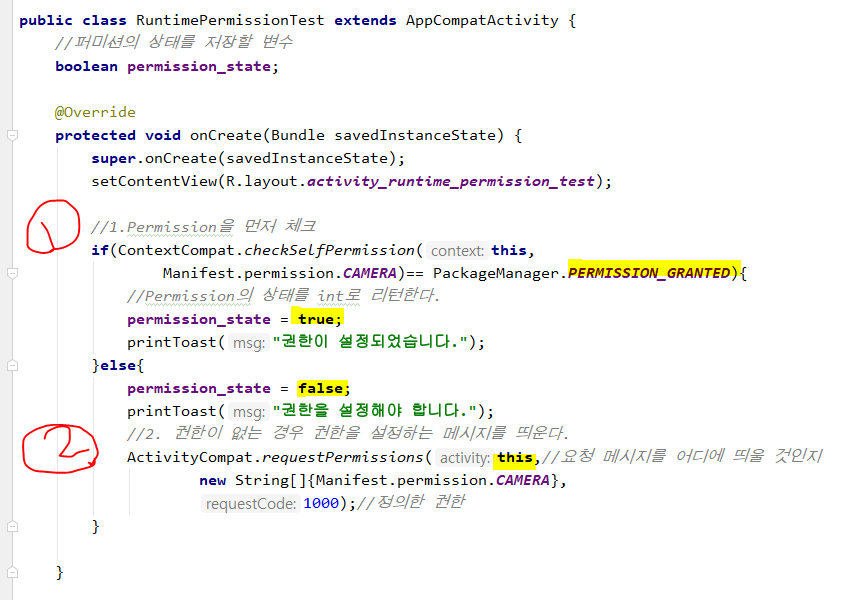 public class RuntimePermissionTest extends AppCompatActivity {
//퍼미션의 상태를 저장할 변수
boolean permission_state;
@Override
protected void onCreate(Bundle savedInstanceState) {
super.onCreate(savedInstanceState);
setContentView(R.layout.activity_runtime_permission_test);
1
//1.Permission을 먼저 체크
if(ContextCompat.checkSelfPermission( context: this,
Manifest.permission.CAMERA)== PackageManager.PERMISSION_GRANTED){
//Permission의 상태를 int로 리턴한다.
permission_state = true;
printToast( msg: "권한이 설정되었습니다.");
}else{
permission_state = false;
printToast( msg: "권한을 설정해야 합니다.");
2
//2. 권한이 없는 경우 권한을 설정하는 메시지를 띄운다.
ActivityCompat.requestPermissions( activity: this,//요청 메시지를 어디에 띄울 것인지
new String[]{Manifest.permission.CAMERA},
requestCode: 1000);//정의한 권한
}
}